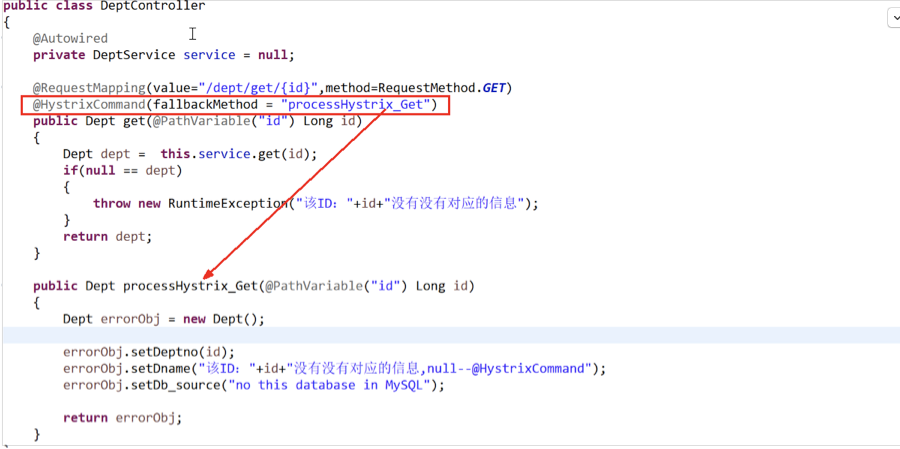 public class DeptController
{
@Autowired
private DeptService service = null;
@RequestMapping(value="/dept/get/{id}",method=RequestMethod.GET)
@HystrixCommand(fallbackMethod = "processHystrix_Get")
public Dept get(@PathVariable("id") Long id)
{
Dept dept =  this.service.get(id);
if(null == dept)
{
throw new RuntimeException("该ID："+id+"没有没有对应的信息");
}
return dept;
}
public Dept processHystrix_Get(@PathVariable("id") Long id)
{
Dept errorObj = new Dept();
errorObj.setDeptno(id);
errorObj.setDname("该ID："+id+"没有没有对应的信息,null--@HystrixCommand");
errorObj.setDb_source("no this database in MySQL");
return errorObj;
}